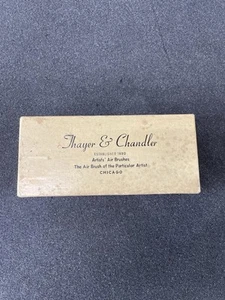 Thayer & Chandler
Artists' Air Brushes
The Air Brush of the Particular Artist
CHICAGO